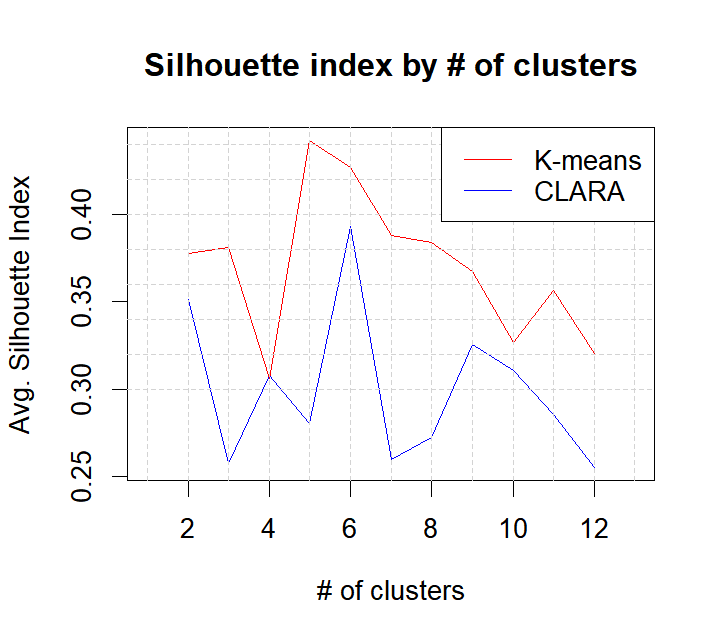 Silhouette index by # of clusters
K-means
CLARA
Avg. Silhouette Index
0.40
0.35
0.30
0.25
2 4 6 8 10 12
# of clusters